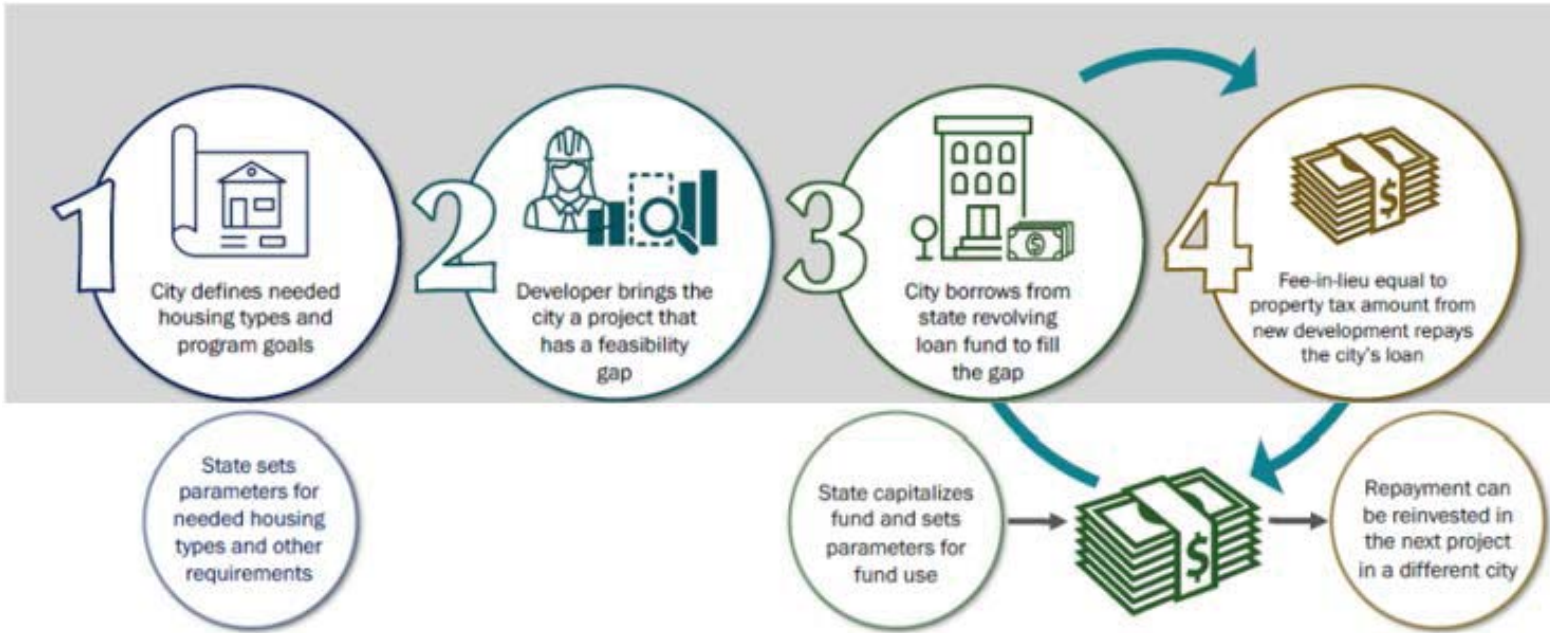 1
City defines needed
housing types and
program goals
2
Developer brings the
city a project that
has a feasibility
gap
3
City borrows from
state revolving
loan fund to fill
the gap
$
4
$
Fee-in-lieu equal to
property tax amount from
new development repays
the city's loan
State sets
parameters for
needed housing
types and other
requirements
State capitalizes
fund and sets
parameters for
fund use
$
Repayment can
be reinvested in
the next project
in a different city